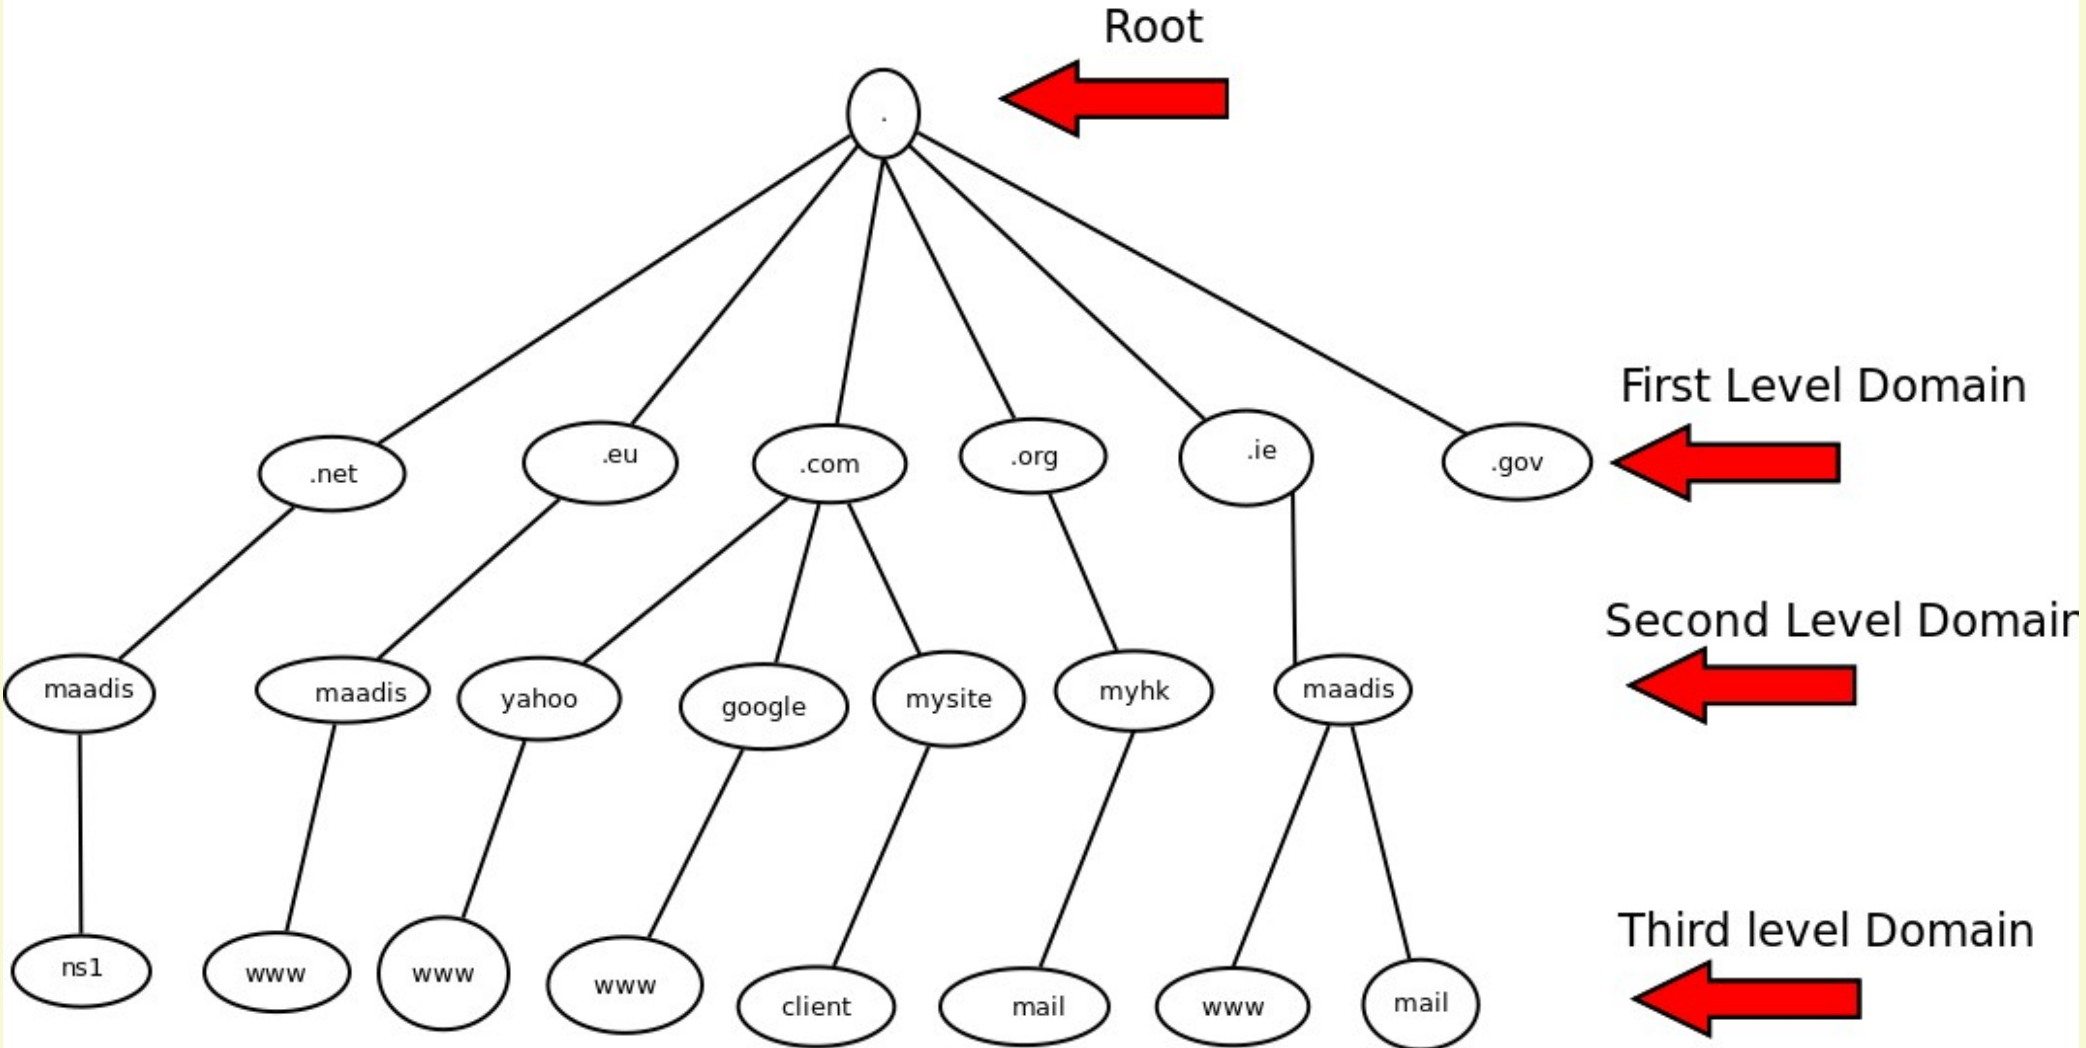 Root
.
First Level Domain
.net
.eu
.com
.org
.ie
.gov
Second Level Domain
maadis
maadis
yahoo
google
mysite
myhk
maadis
Third level Domain
ns1
www
www
www
client
mail
www
mail